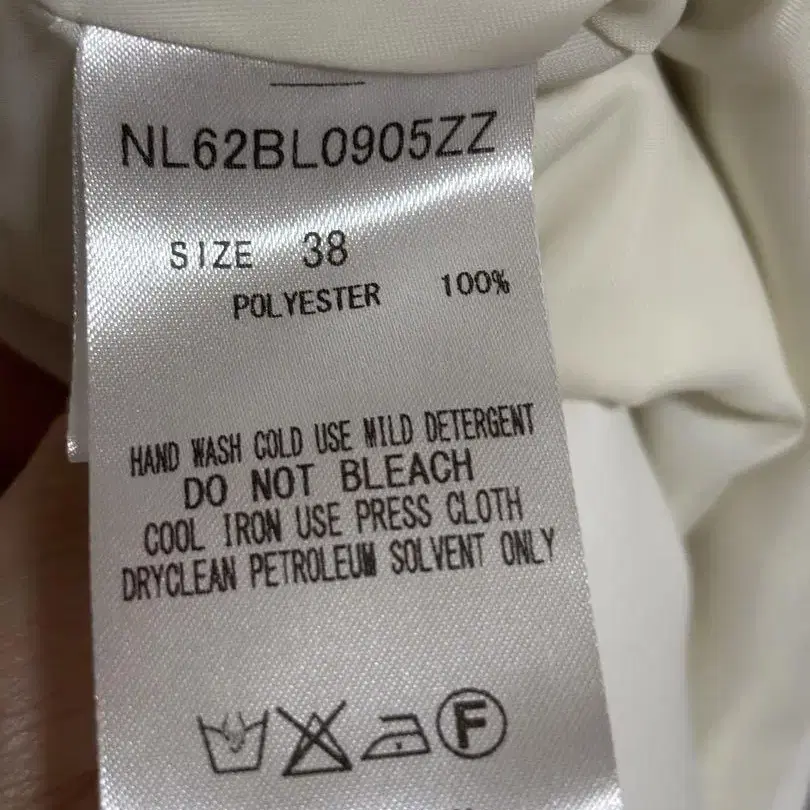 NL62BL0905ZZ
SIZE 38
POLYESTER 100%
HAND WASH COLD USE MILD DETERGENT
DO NOT BLEACH
COOL IRON USE PRESS CLOTH
DRYCLEAN PETROLEUM SOLVENT ONLY
F